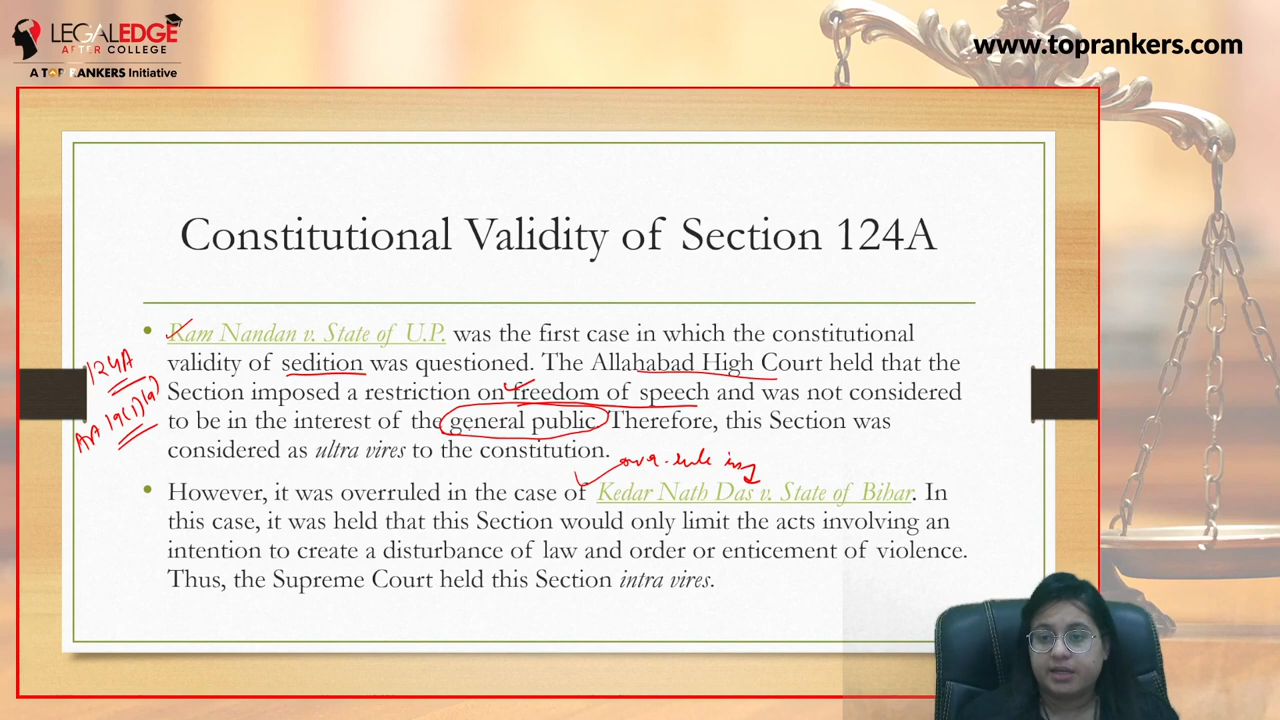 LEGALEDGE
AFTER COLLEGE
A TOP RANKERS Initiative
www.toprankers.com
Constitutional Validity of Section 124A
• Ram Nandan v. State of U.P. was the first case in which the constitutional
validity of sedition was questioned. The Allahabad High Court held that the
Section imposed a restriction on freedom of speech and was not considered
to be in the interest of the general public. Therefore, this Section was
considered as ultra vires to the constitution.
124A
Art 19(1)(a)
over-ruling
• However, it was overruled in the case of Kedar Nath Das v. State of Bihar. In
this case, it was held that this Section would only limit the acts involving an
intention to create a disturbance of law and order or enticement of violence.
Thus, the Supreme Court held this Section intra vires.